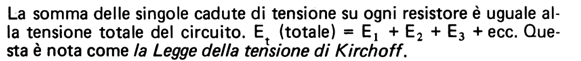 La somma delle singole cadute di tensione su ogni resistore è uguale al-
la tensione totale del circuito. Et (totale) = E1 + E2 + E3 + ecc. Que-
sta è nota come la Legge della tensione di Kirchoff.